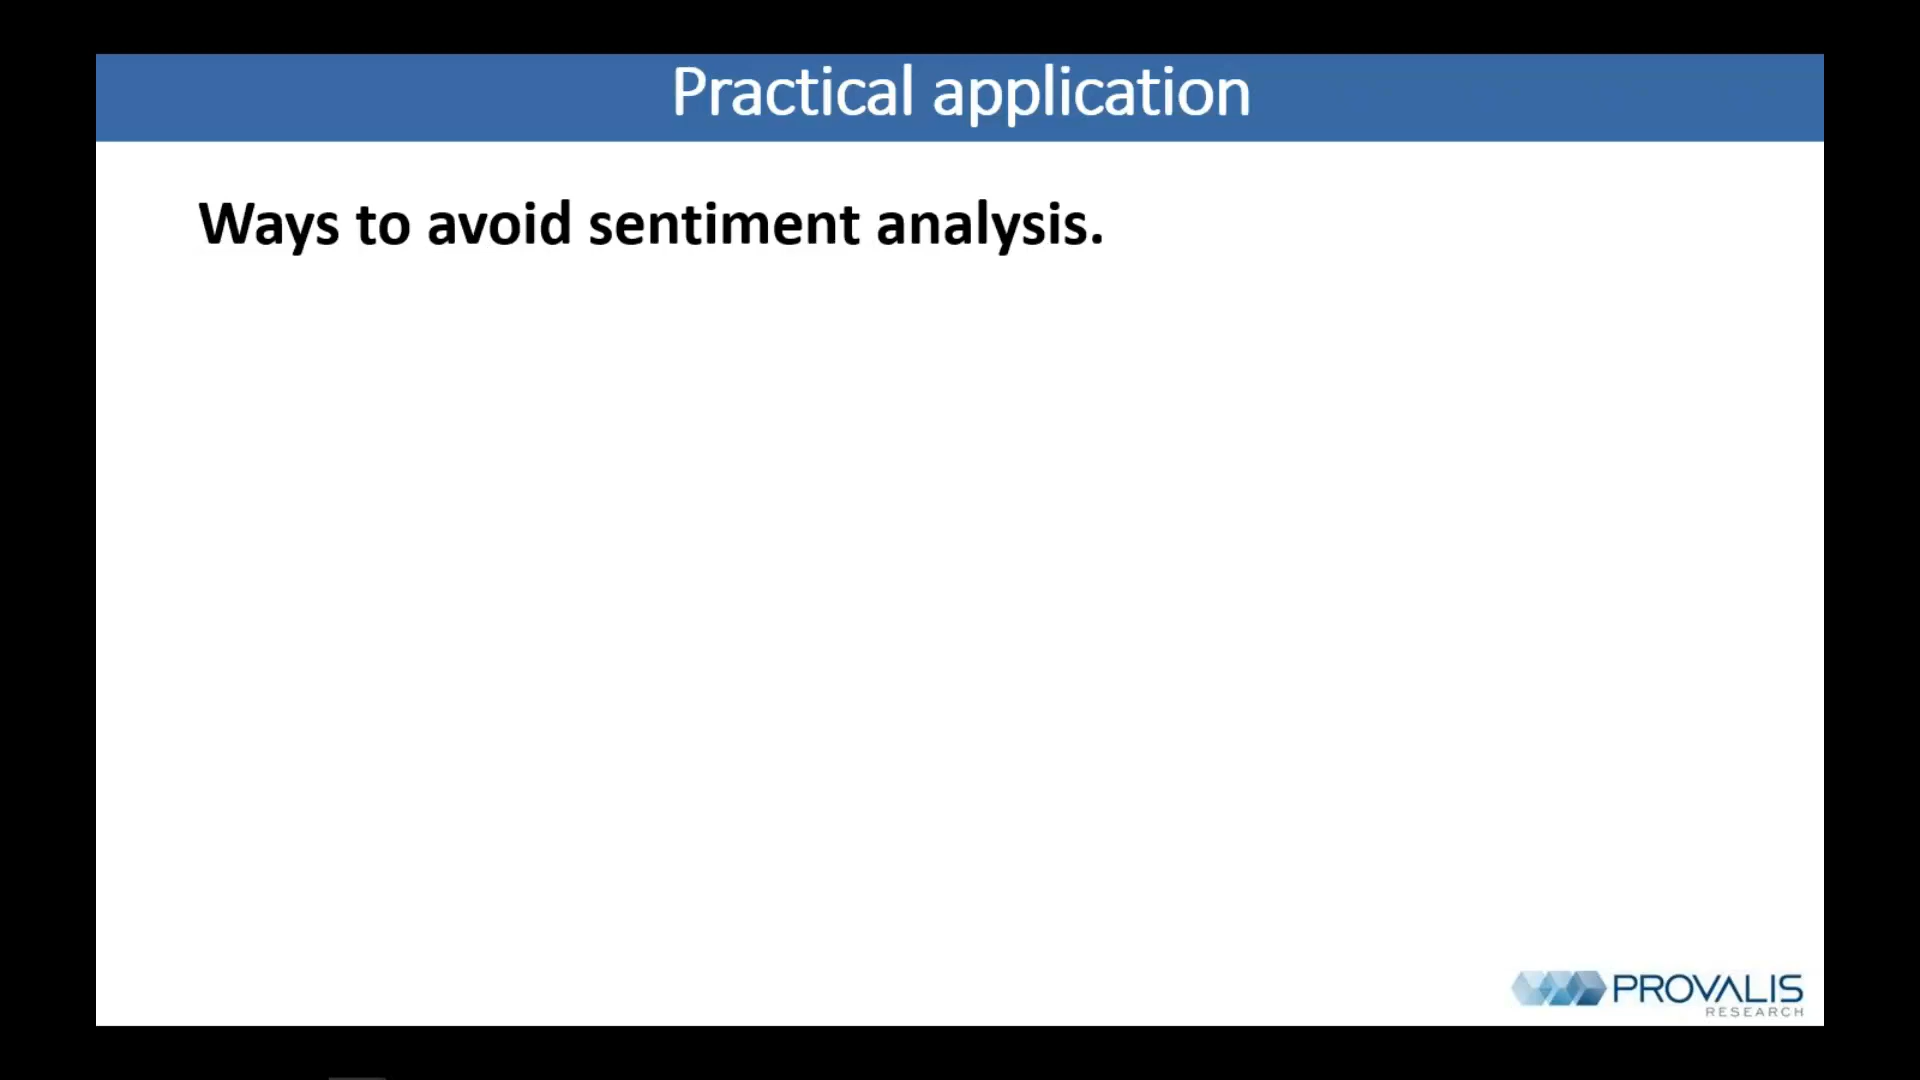 Practical application
Ways to avoid sentiment analysis.
PROVALIS
RESEARCH